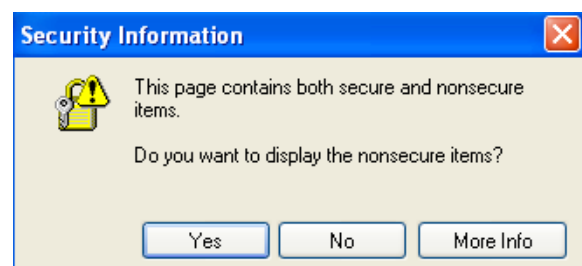 Security Information
This page contains both secure and nonsecure
items.
Do you want to display the nonsecure items?
Yes No More Info